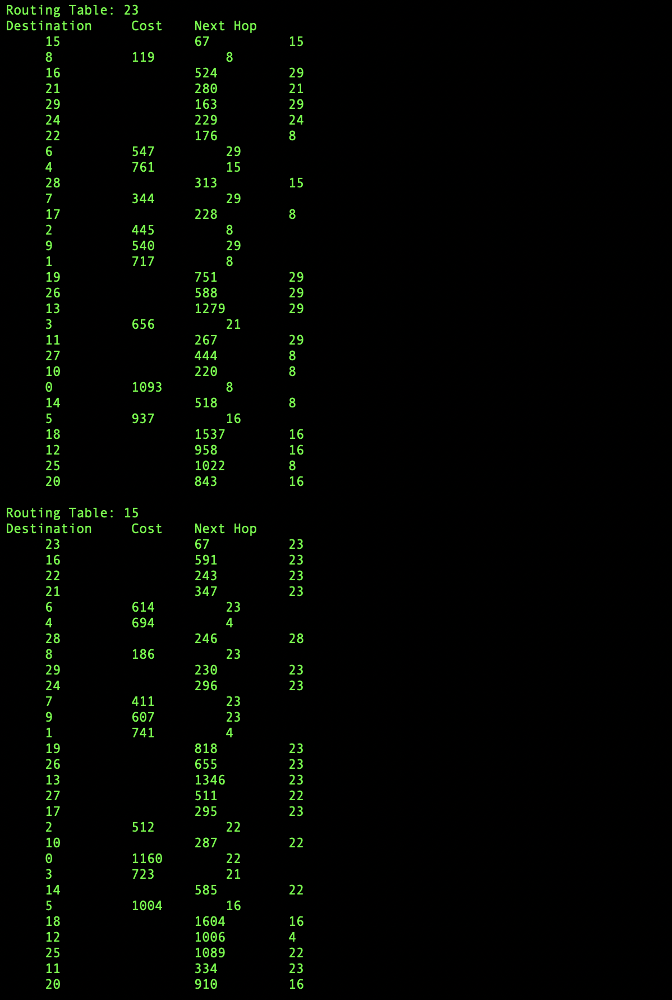 Routing Table: 23
Destination Cost Next Hop
15 67 15
8 119 8
16 524 29
21 280 21
29 163 29
24 229 24
22 176 8
6 547 29
4 761 15
28 313 15
7 344 29
17 228 8
2 445 8
9 540 29
1 717 8
19 751 29
26 588 29
13 1279 29
3 656 21
11 267 29
27 444 8
10 220 8
0 1093 8
14 518 8
5 937 16
18 1537 16
12 958 16
25 1022 8
20 843 16
Routing Table: 15
Destination Cost Next Hop
23 67 23
16 591 23
22 243 23
21 347 23
6 614 23
4 694 4
28 246 28
8 186 23
29 230 23
24 296 23
7 411 23
9 607 23
1 741 4
19 818 23
26 655 23
13 1346 23
27 511 22
17 295 23
2 512 22
10 287 22
0 1160 22
3 723 21
14 585 22
5 1004 16
18 1604 16
12 1006 4
25 1089 22
11 334 23
20 910 16